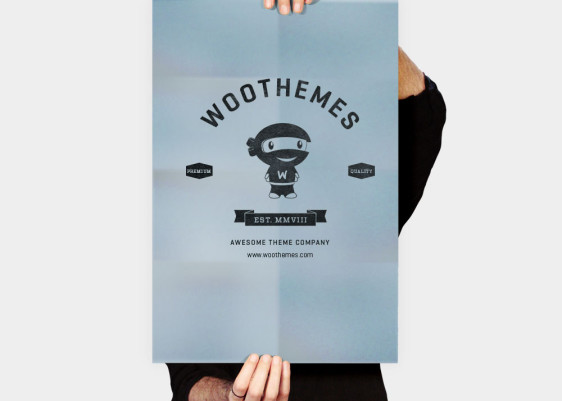 WOOTHEMES
PREMIUM
QUALITY
W
EST. MMVIII
AWESOME THEME COMPANY
www.woothemes.com